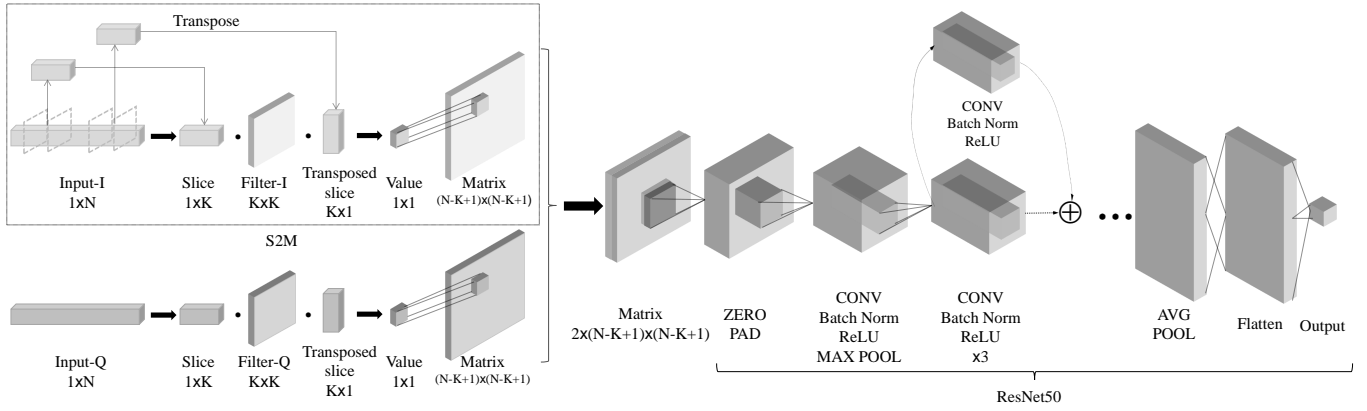 Transpose
Input-I
1xN
Slice
1xK
Filter-I
KxK
Transposed
slice
Kx1
Value
1x1
Matrix
(N-K+1)x(N-K+1)
S2M
Input-Q
1xN
Slice
1xK
Filter-Q
KxK
Transposed
slice
Kx1
Value
1x1
Matrix
(N-K+1)x(N-K+1)
Matrix
2x(N-K+1)x(N-K+1)
ZERO
PAD
CONV
Batch Norm
ReLU
MAX POOL
CONV
Batch Norm
ReLU
CONV
Batch Norm
ReLU
x3
AVG
POOL
Flatten
Output
ResNet50